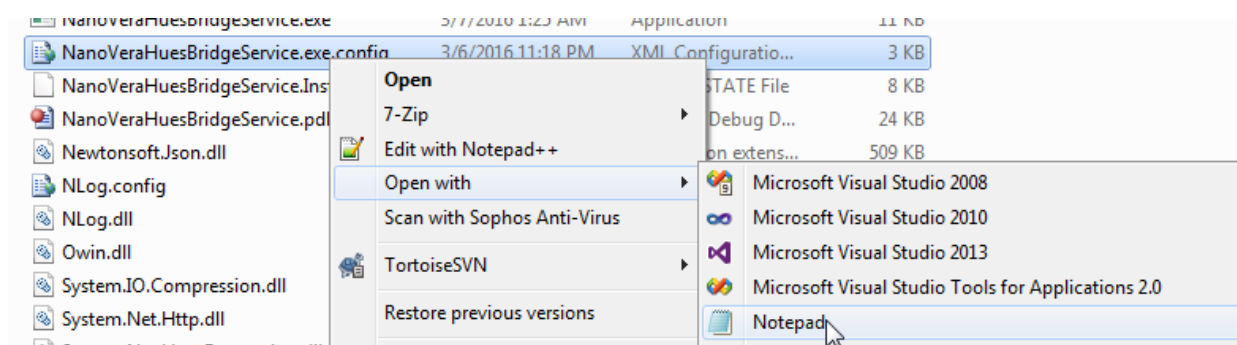 NanoVeraHuesBridgeService.exe 3/7/2016 1:25 AM Application 11 KB
NanoVeraHuesBridgeService.exe.config 3/6/2016 11:18 PM XML Configuratio... 3 KB
NanoVeraHuesBridgeService.Ins STATE File 8 KB
NanoVeraHuesBridgeService.pd Debug D... 24 KB
Newtonsoft.Json.dll on extens... 509 KB
NLog.config
NLog.dll
Owin.dll
System.IO.Compression.dll
System.Net.Http.dll
Open
7-Zip
Edit with Notepad++
Open with
Scan with Sophos Anti-Virus
TortoiseSVN
Restore previous versions
Microsoft Visual Studio 2008
Microsoft Visual Studio 2010
Microsoft Visual Studio 2013
Microsoft Visual Studio Tools for Applications 2.0
Notepad